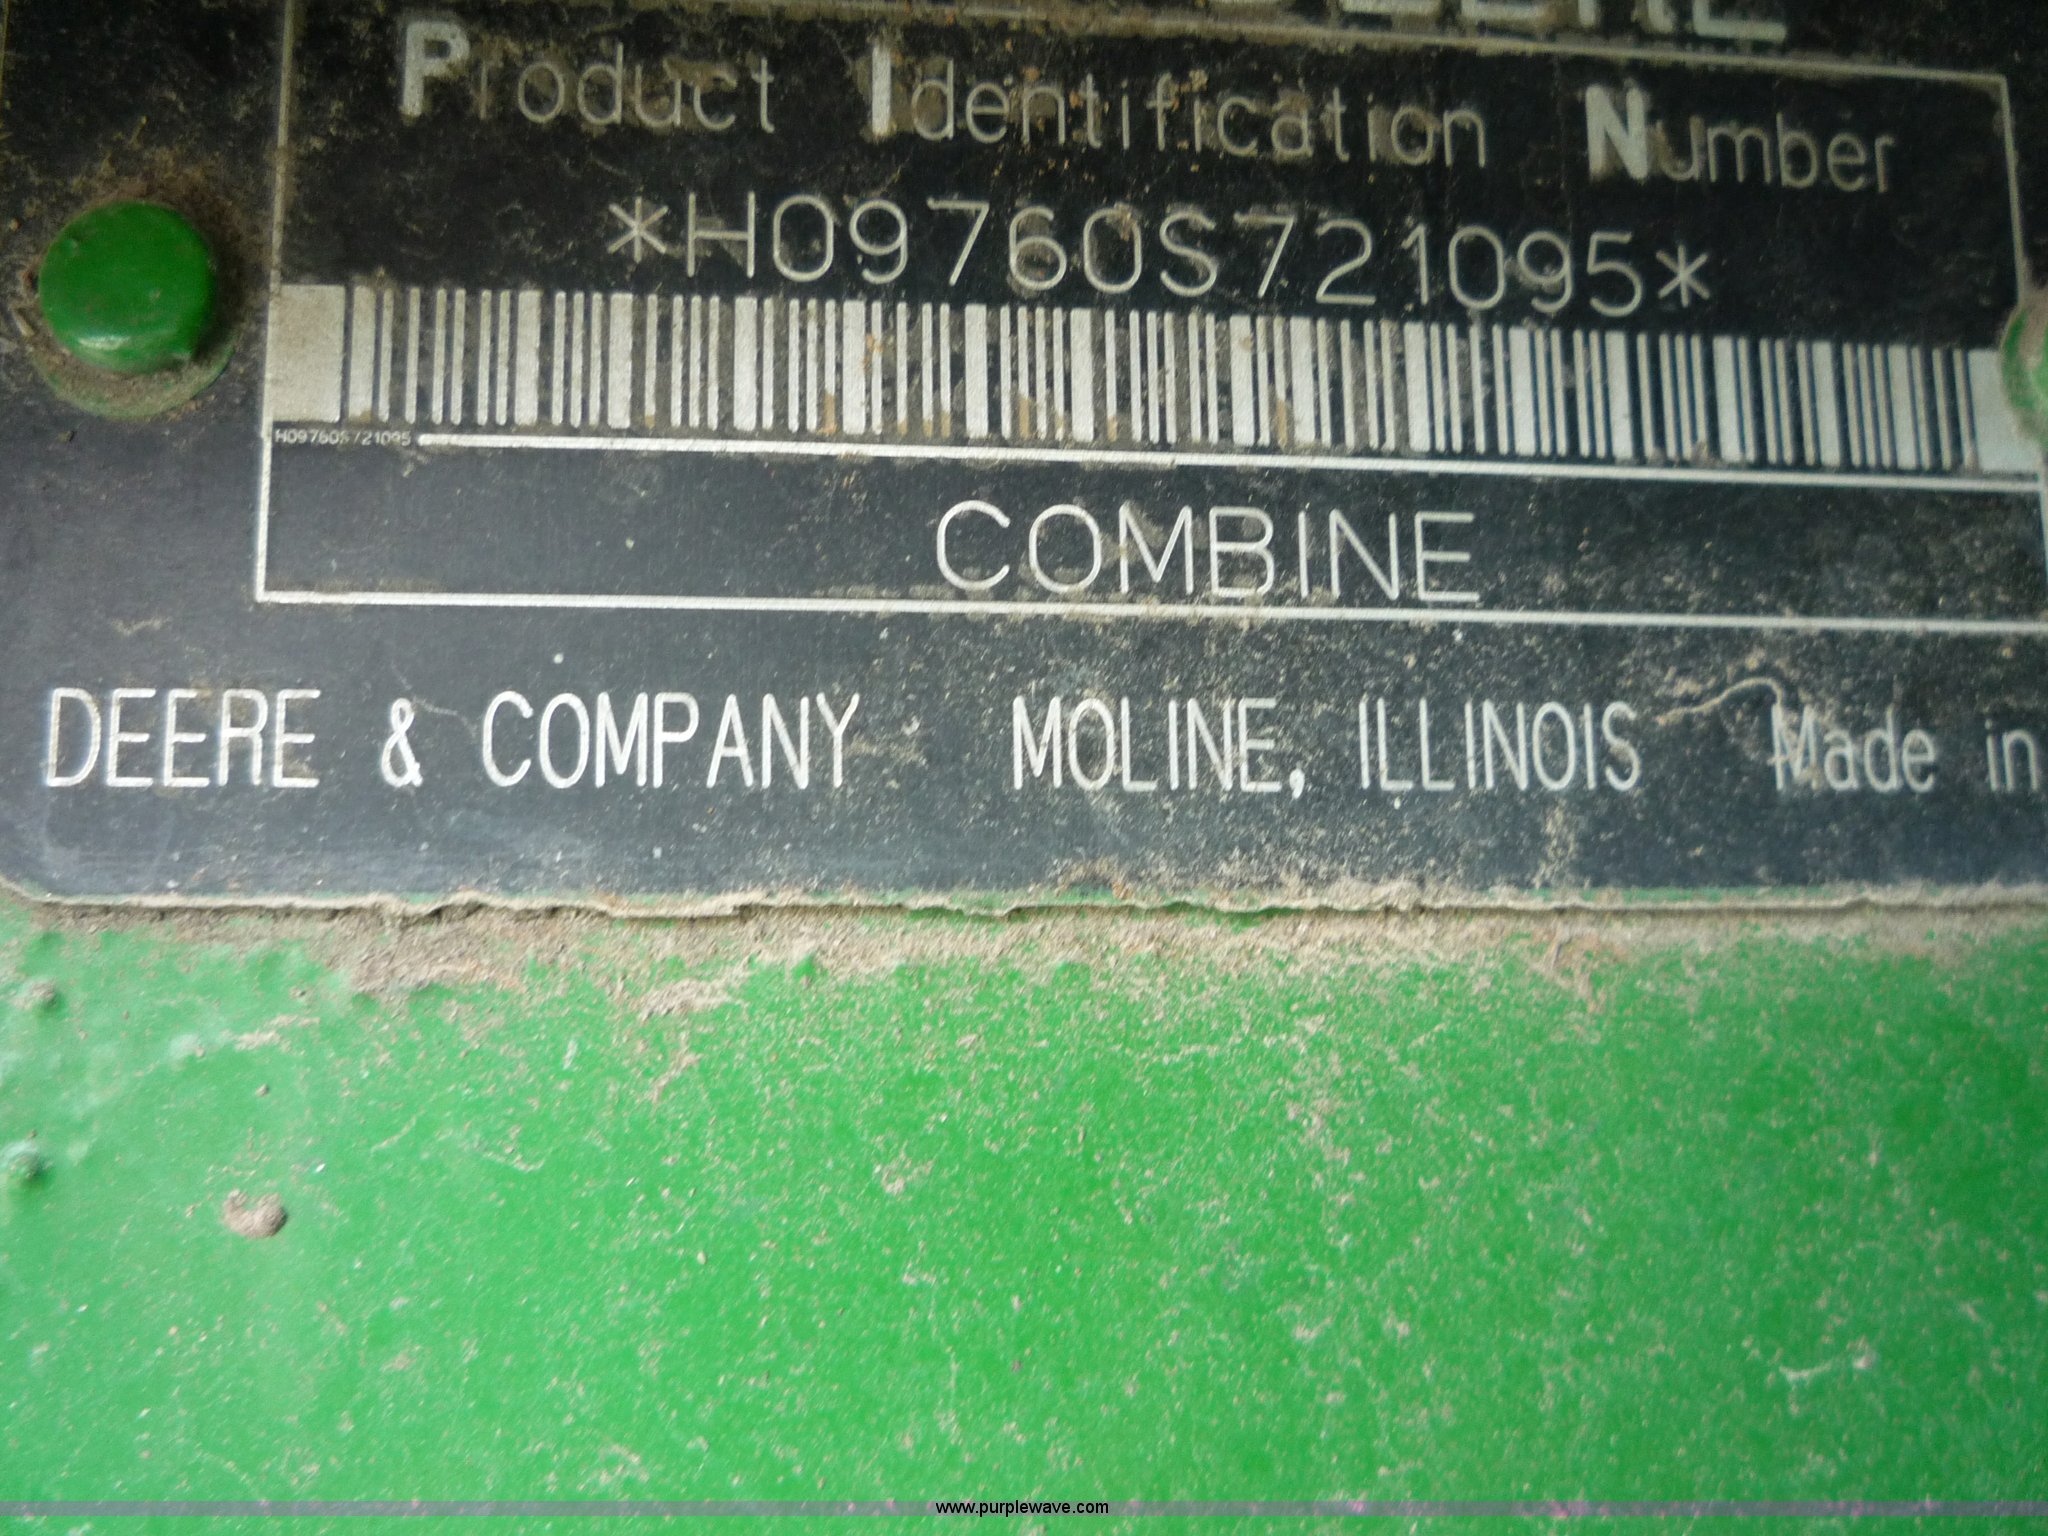 Product Identification Number
*H09760S721095*
H09760S721095
COMBINE
DEERE & COMPANY MOLINE, ILLINOIS Made in
www.purplewave.com